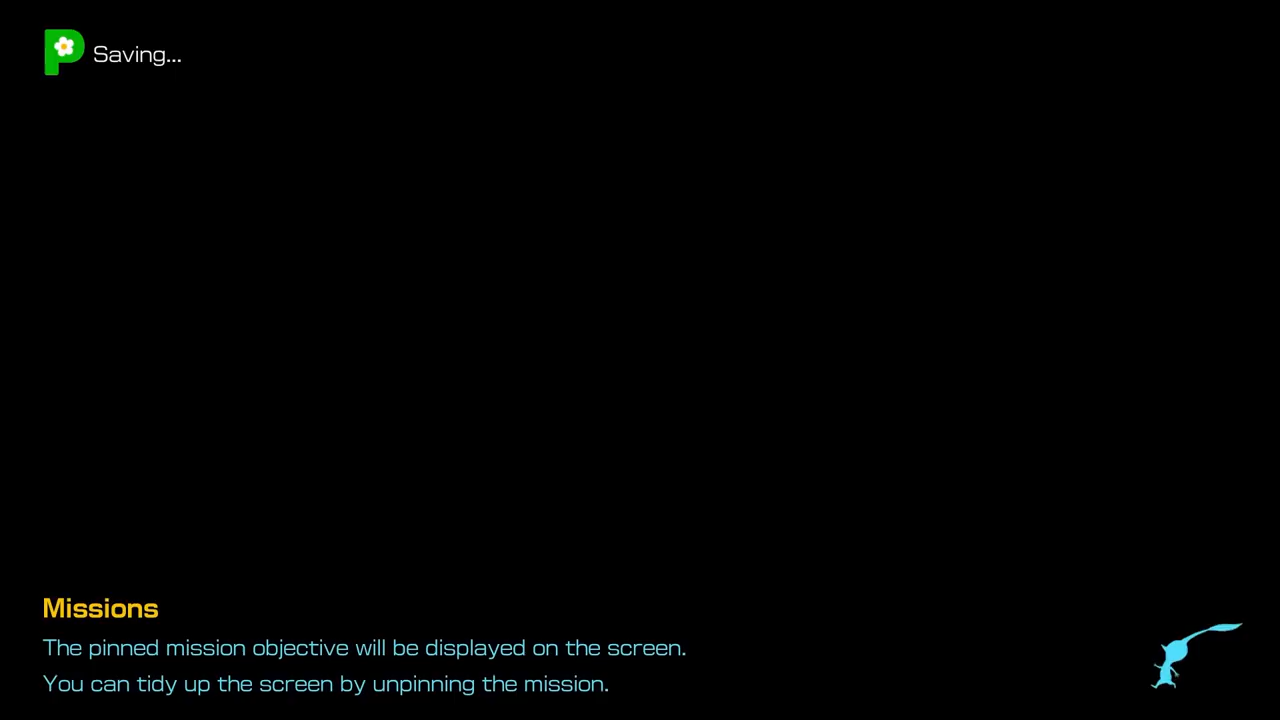 P Saving...
Missions
The pinned mission objective will be displayed on the screen.
You can tidy up the screen by unpinning the mission.